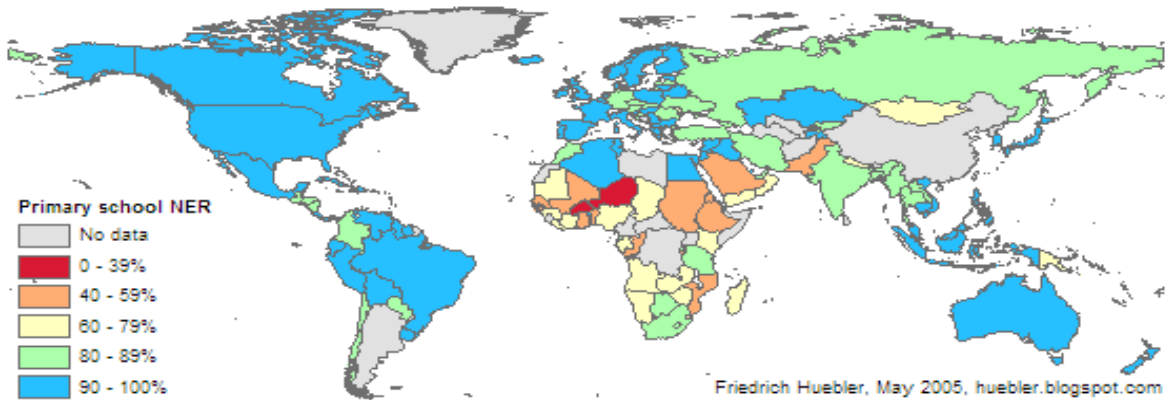 Primary school NER
No data
0 - 39%
40 - 59%
60 - 79%
80 - 89%
90 - 100%
Friedrich Huebler, May 2005, huebler.blogspot.com